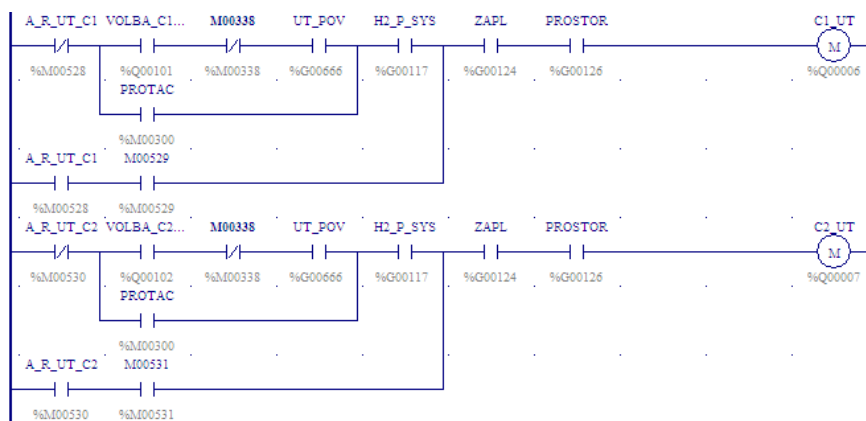 A_R_UT_C1 VOLBA_C1... M00338 UT_POV H2_P_SYS ZAPL PROSTOR C1_UT
M
%M00528 %Q00101 %M00338 %G00666 %G00117 %G00124 %G00126 %Q00006
PROTAC
%M00300
A_R_UT_C1 M00529
%M00528 %M00529
A_R_UT_C2 VOLBA_C2... M00338 UT_POV H2_P_SYS ZAPL PROSTOR C2_UT
M
%M00530 %Q00102 %M00338 %G00666 %G00117 %G00124 %G00126 %Q00007
PROTAC
%M00300
A_R_UT_C2 M00531
%M00530 %M00531